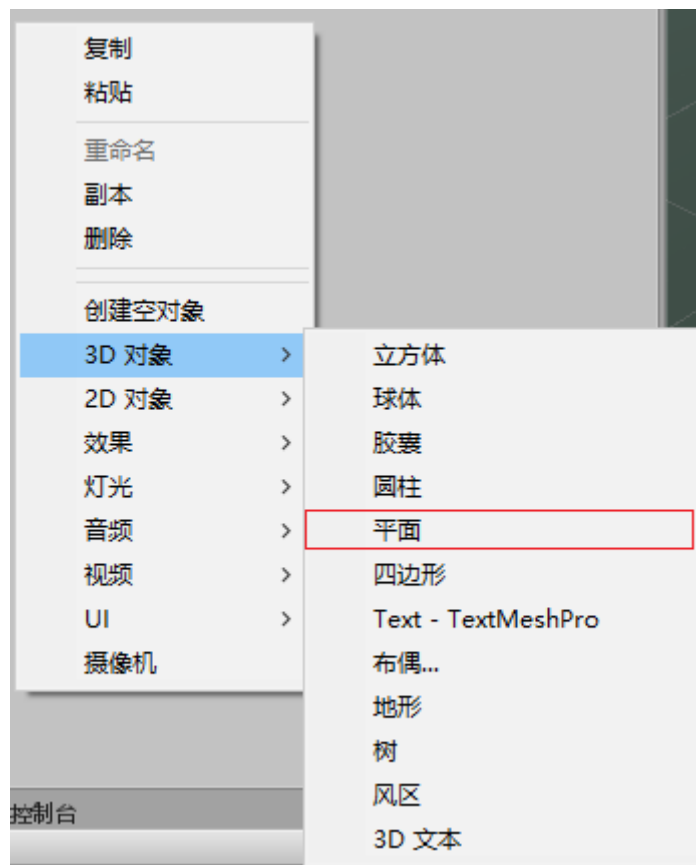 复制
粘贴
重命名
副本
删除
创建空对象
3D 对象
2D 对象
效果
灯光
音频
视频
UI
摄像机
立方体
球体
胶囊
圆柱
平面
四边形
Text - TextMeshPro
布偶...
地形
树
风区
3D 文本
控制台